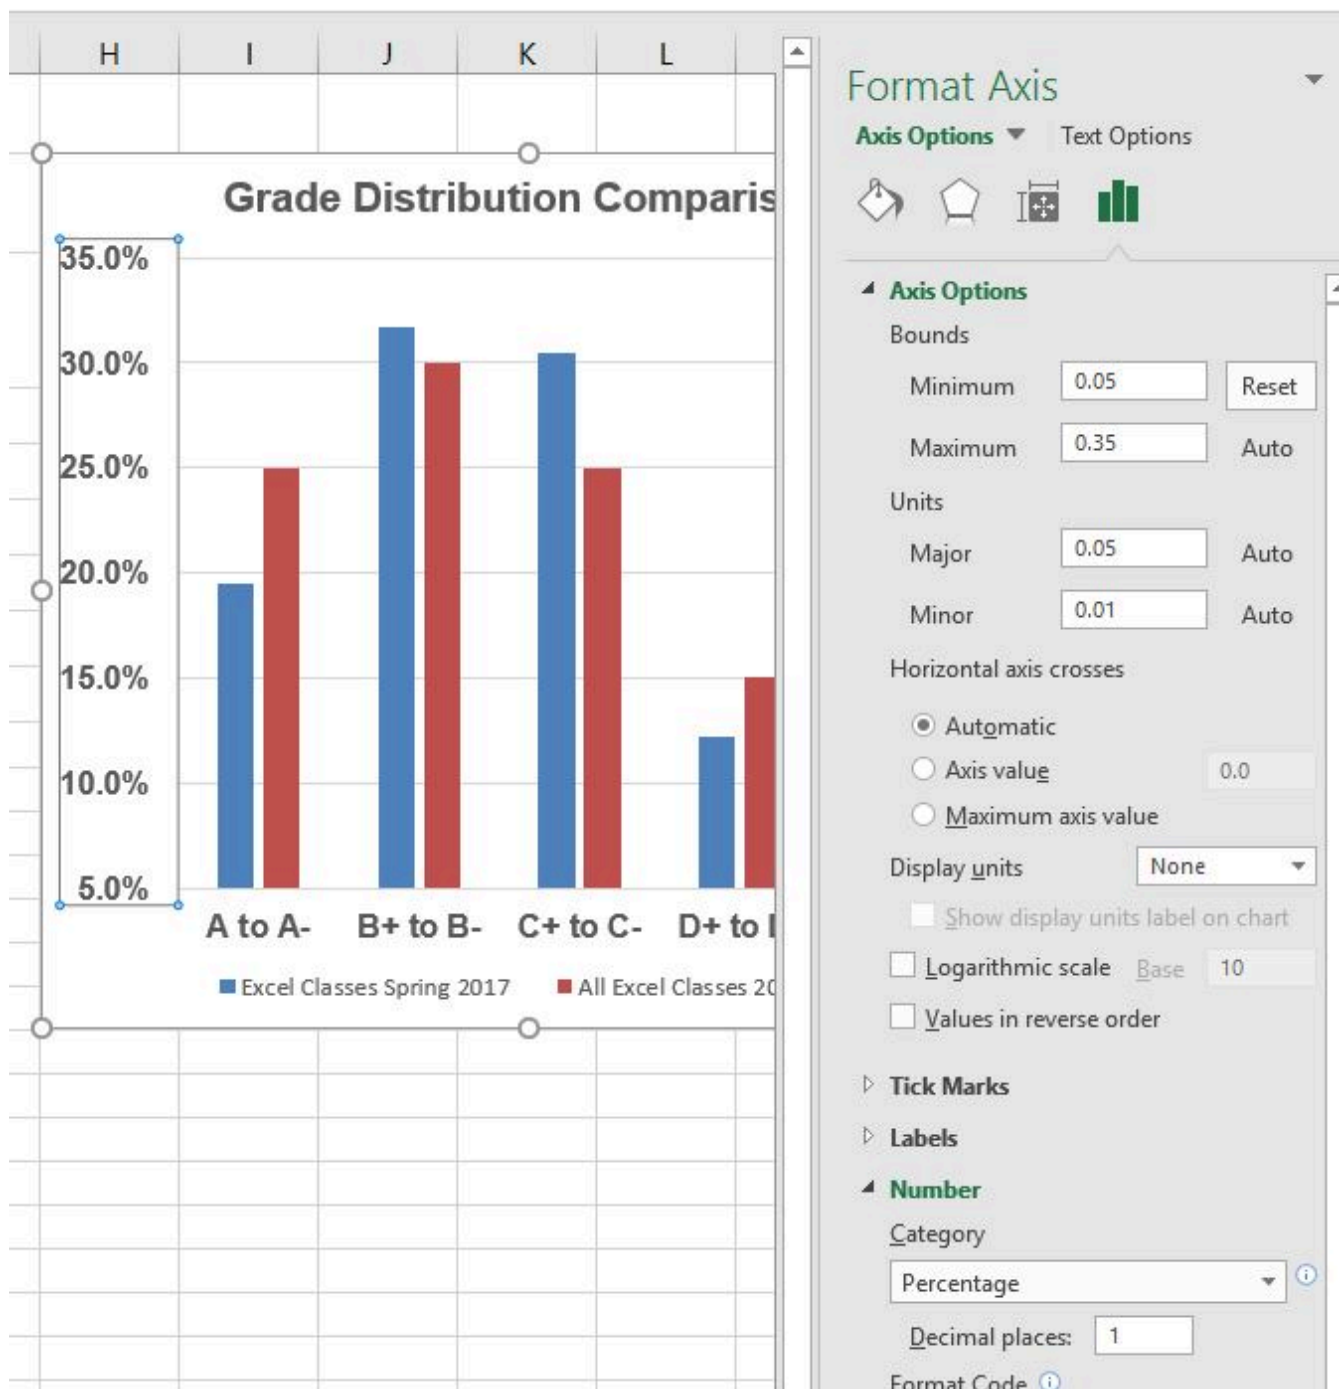 H I J K L
Grade Distribution Comparis
35.0%
30.0%
25.0%
20.0%
15.0%
10.0%
5.0%
A to A- B+ to B- C+ to C- D+ to
Excel Classes Spring 2017 All Excel Classes 20
Format Axis
Axis Options Text Options
Axis Options
Bounds
Minimum 0.05 Reset
Maximum 0.35 Auto
Units
Major 0.05 Auto
Minor 0.01 Auto
Horizontal axis crosses
Automatic
Axis value 0.0
Maximum axis value
Display units None
Show display units label on chart
Logarithmic scale Base 10
Values in reverse order
Tick Marks
Labels
Number
Category
Percentage
Decimal places: 1
Format Code